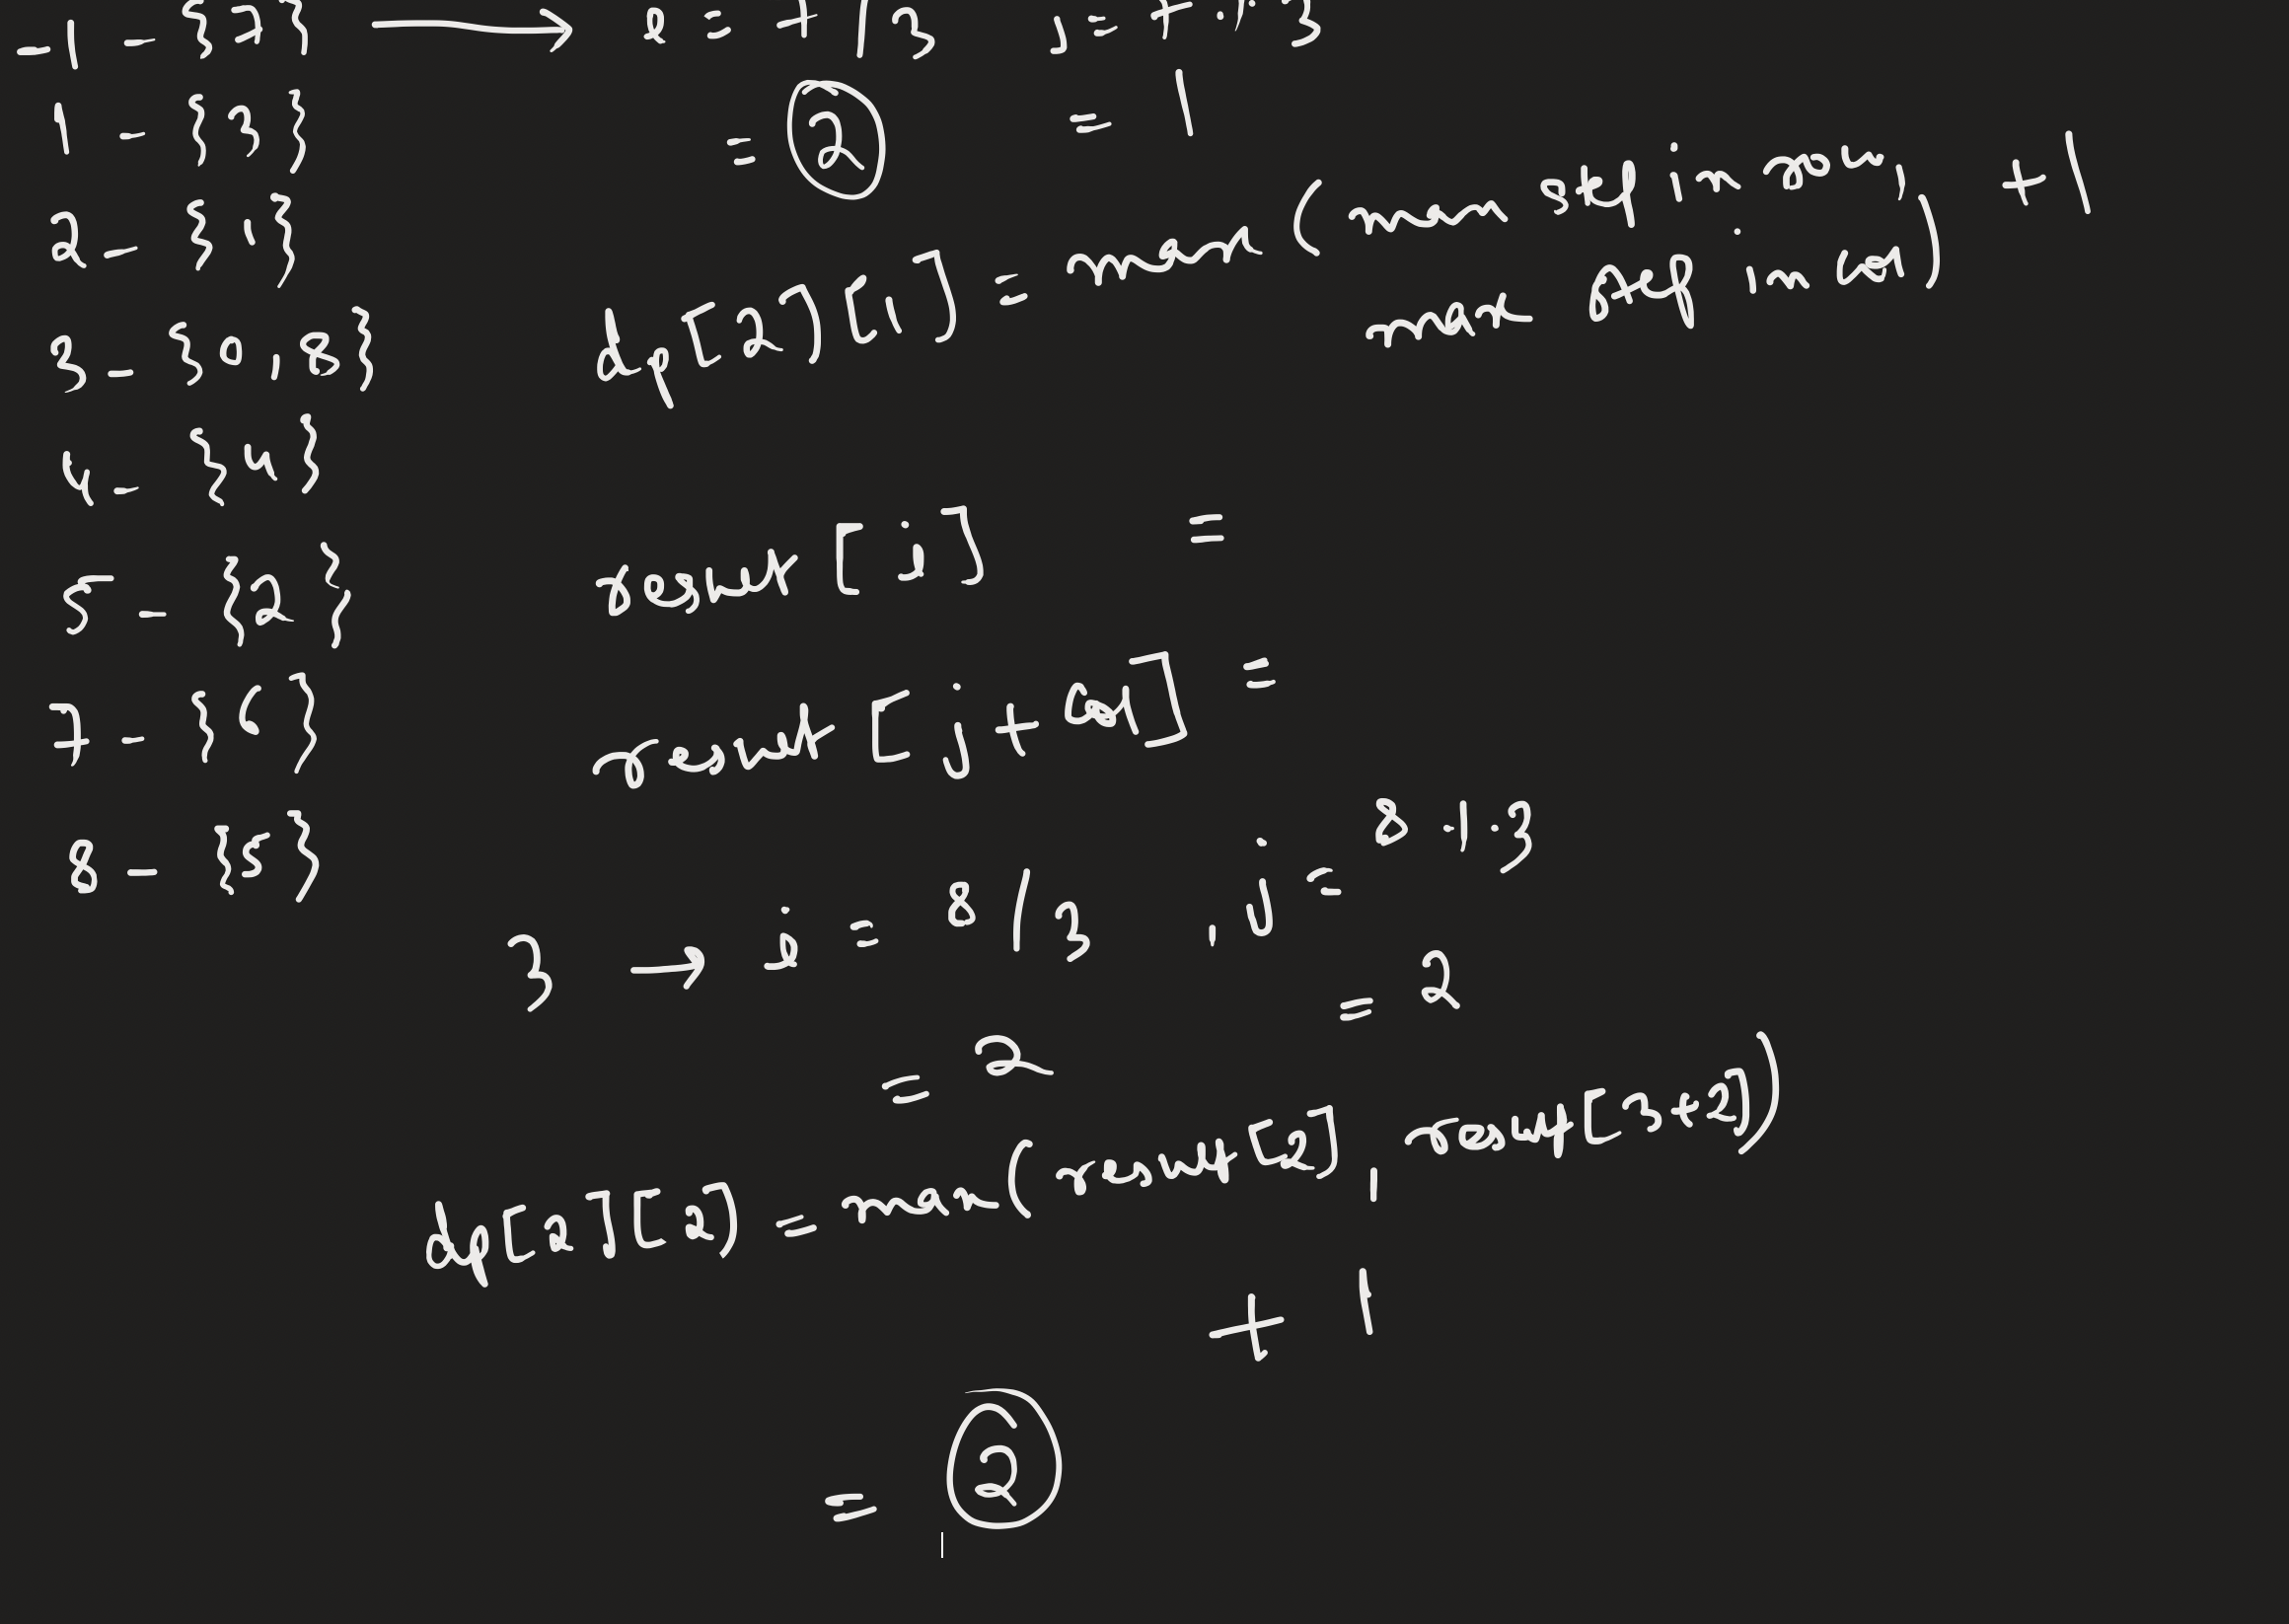 -1 - {7} → i = 7 / 3 j = 7 % 3
1 - {3} = 2 = 1
2 - {1}
dp[2][1] = max ( max sof in row, + 1
max sof in col )
3 - {0, 8}
4 - {4}
5 - {2} result [i] =
7 - {6} result [j + col] =
8 - {5}
3 → i = 8 / 3 , j = 8 % 3
= 2 = 2
dp[2][2] = max ( result[2], result[3+2])
+ 1
= 2